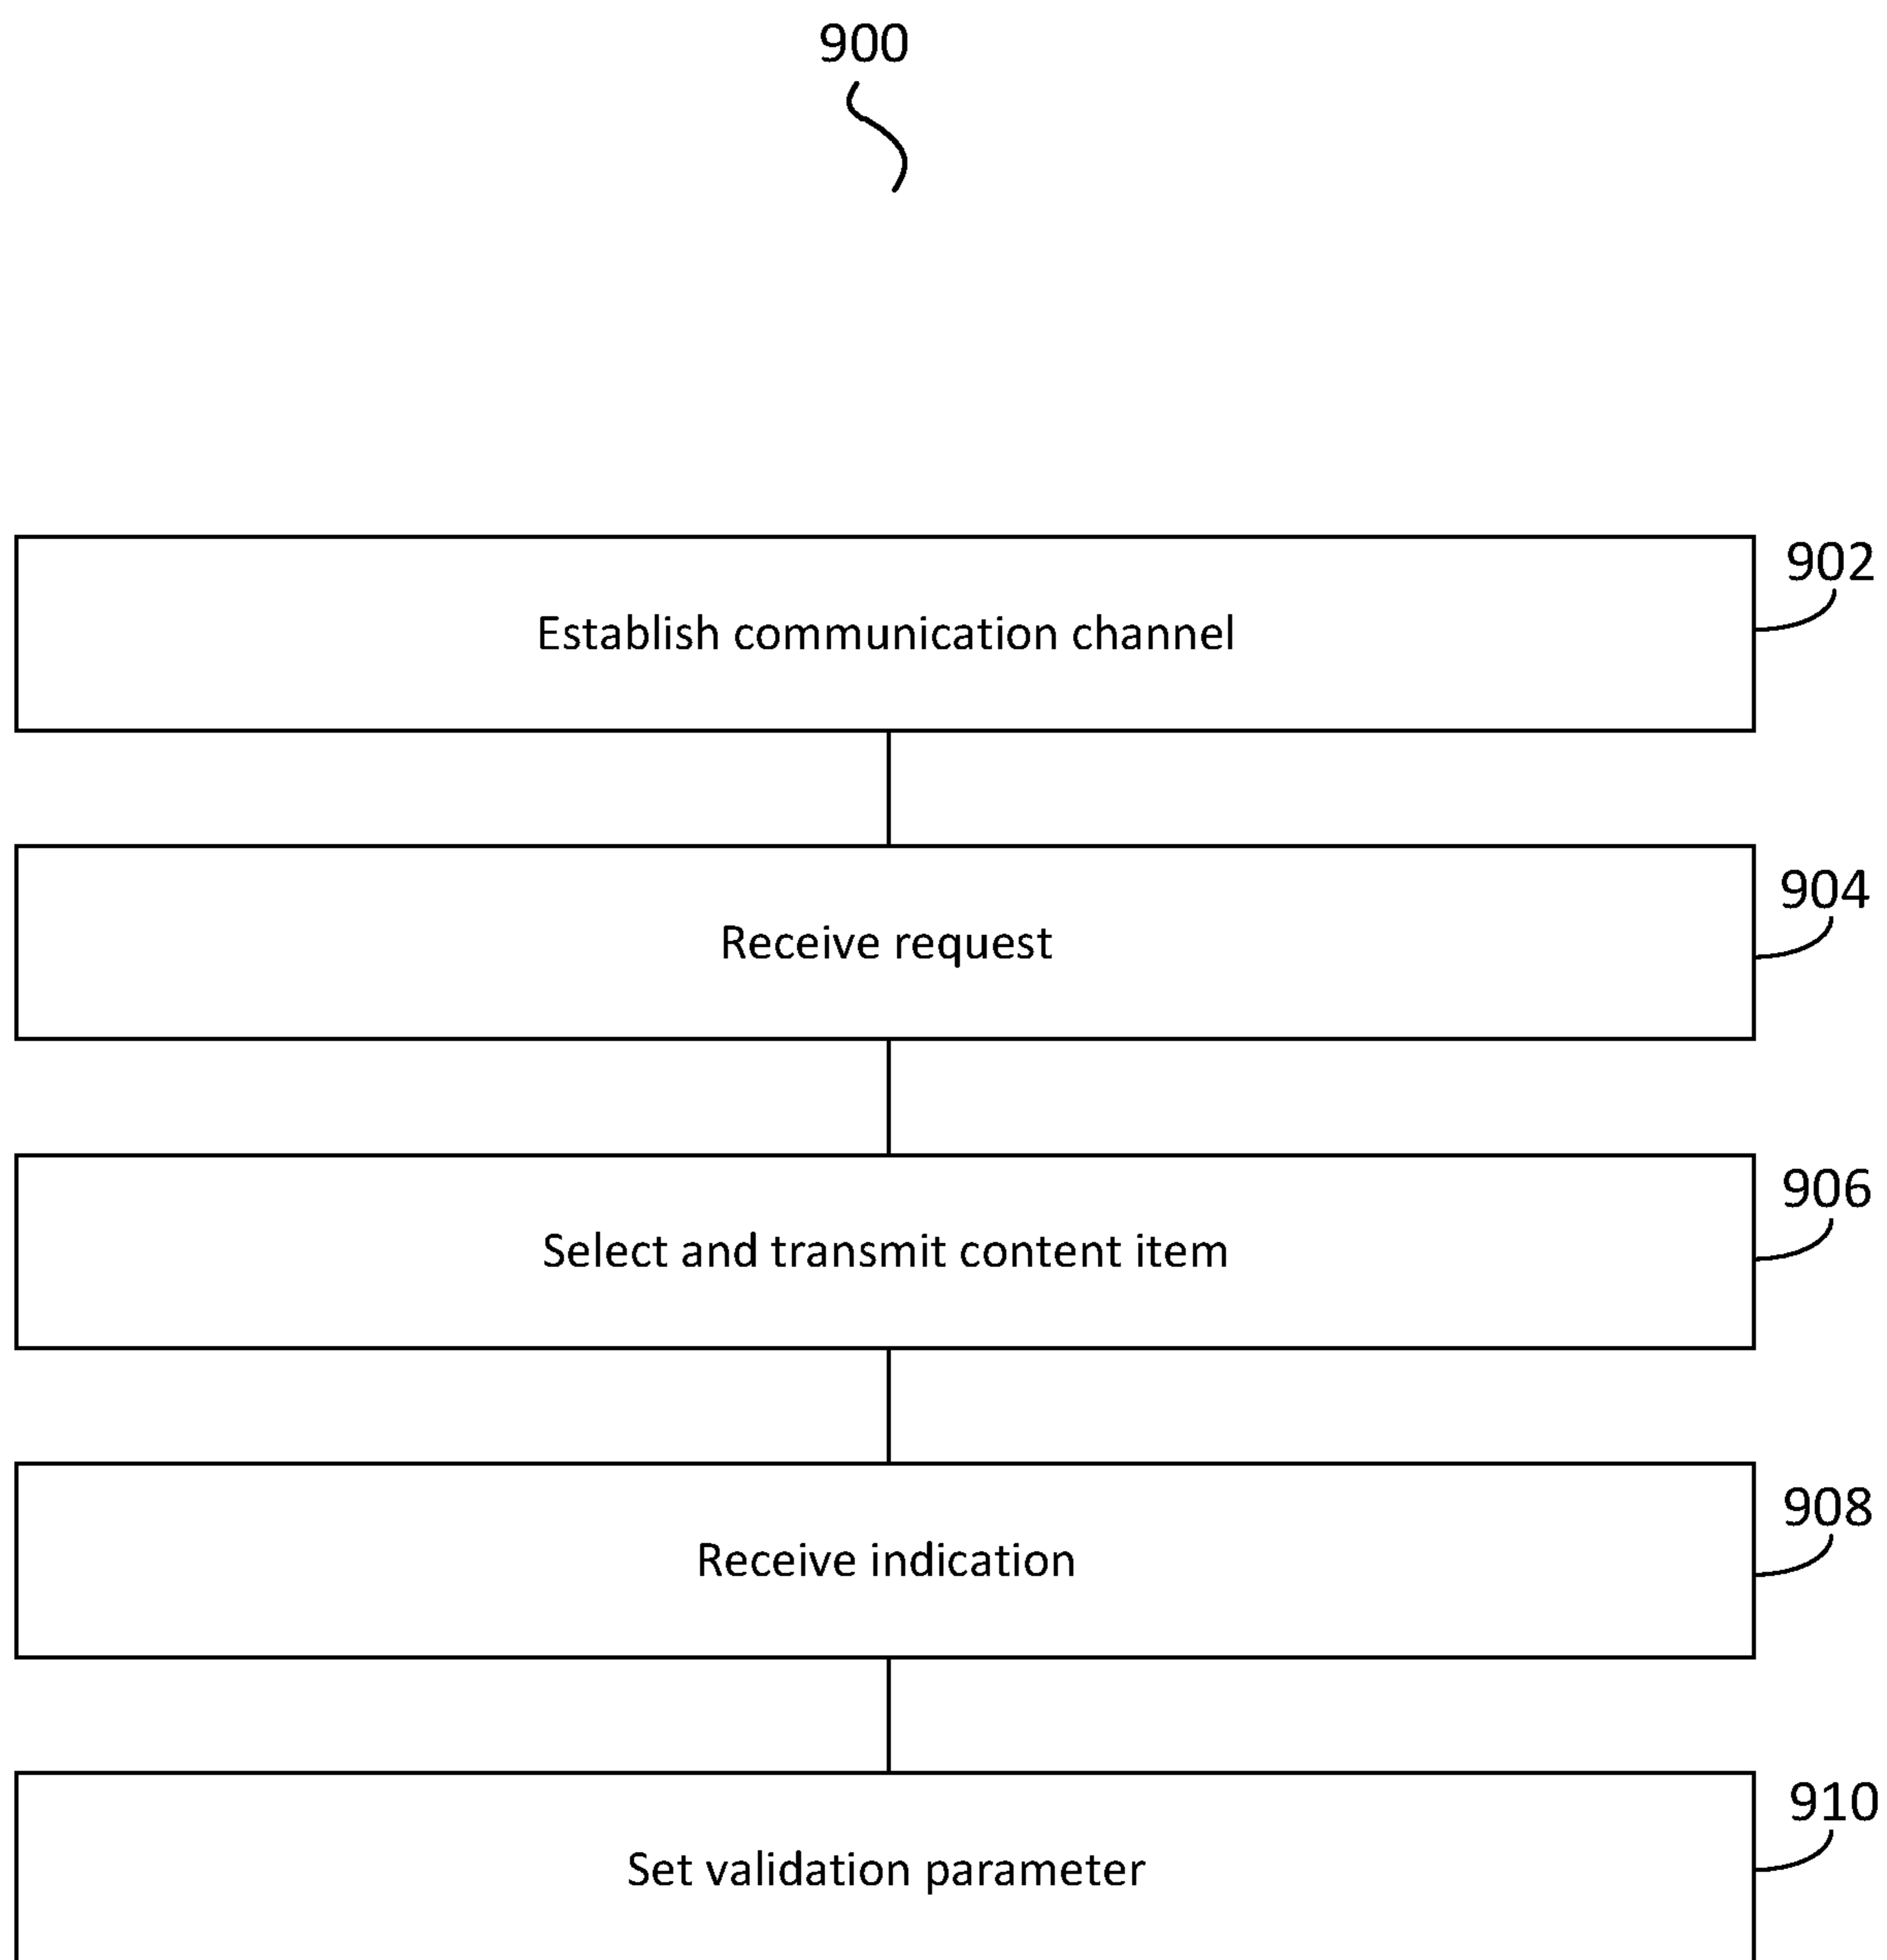 900
902
Establish communication channel
904
Receive request
906
Select and transmit content item
908
Receive indication
910
Set validation parameter